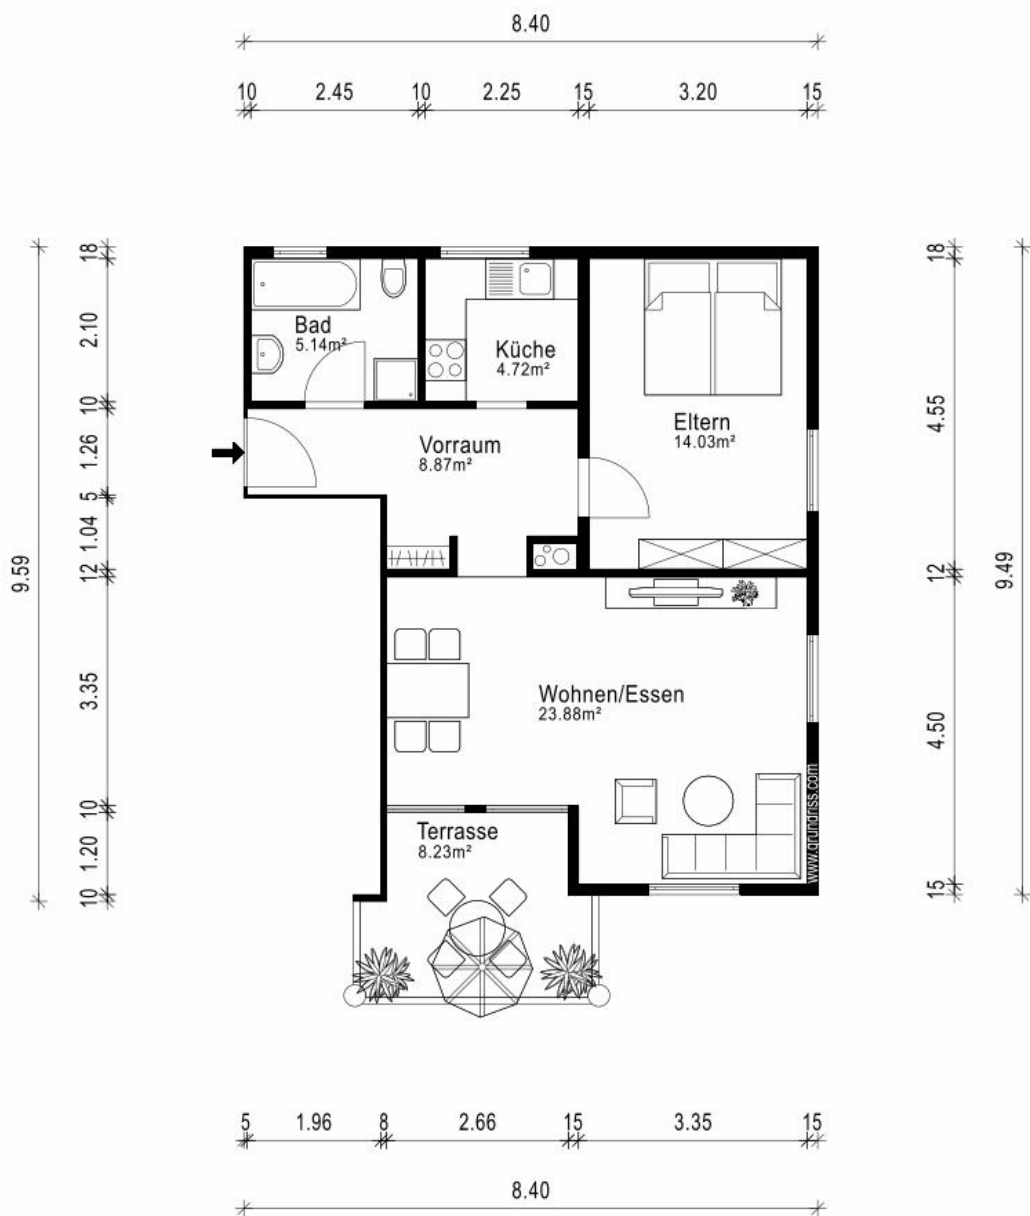 8.40
10 2.45 10 2.25 15 3.20 15
18
2.10
10
1.26
5
1.04
12
3.35
10
1.20
10
9.59
Bad
5.14m²
Küche
4.72m²
Eltern
14.03m²
Vorraum
8.87m²
Wohnen/Essen
23.88m²
Terrasse
8.23m²
www.grundriss.com
18
4.55
12
4.50
15
9.49
5 1.96 8 2.66 15 3.35 15
8.40